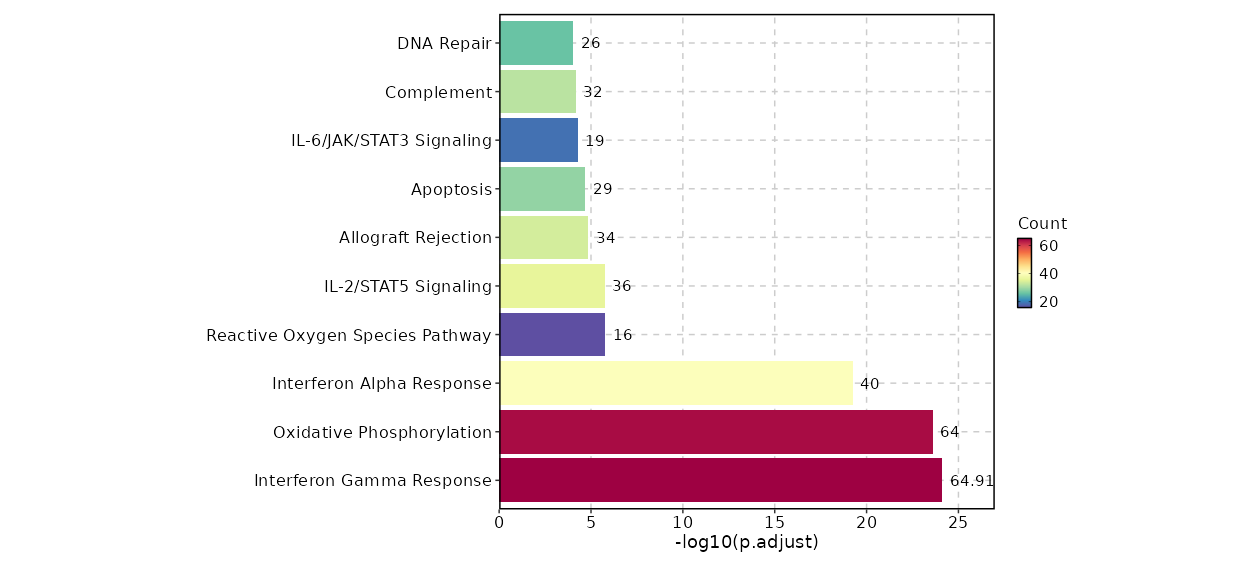 DNA Repair 26
Complement 32
IL-6/JAK/STAT3 Signaling 19
Apoptosis 29
Allograft Rejection 34
IL-2/STAT5 Signaling 36
Reactive Oxygen Species Pathway 16
Interferon Alpha Response 40
Oxidative Phosphorylation 64
Interferon Gamma Response 64.91
0 5 10 15 20 25
-log10(p.adjust)
Count
60
40
20